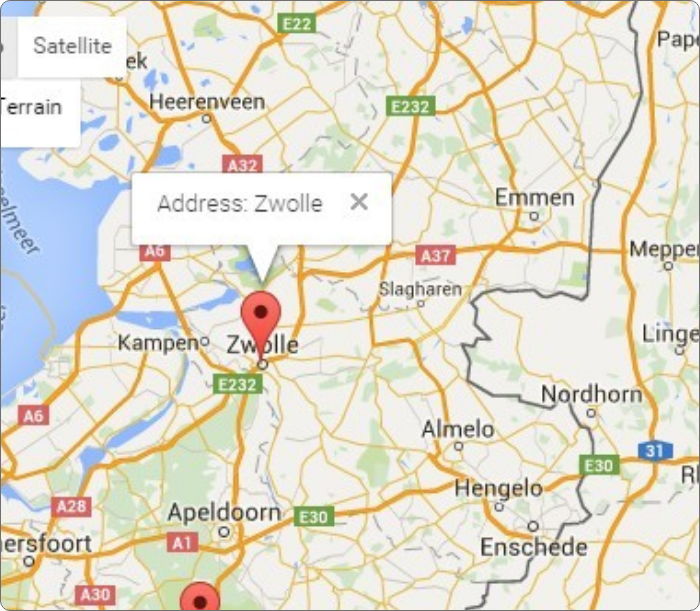 E22
Pape
Satellite
ek
Heerenveen
E232
Terrain
A32
Emmen
Address: Zwolle
elmeer
A6
A37
Meppen
Slagharen
Zwolle
Kampen
Linge
E232
Nordhorn
A6
Almelo
31
E30
Hengelo
A28
Apeldoorn
E30
Enschede
A1
ersfoort
A30